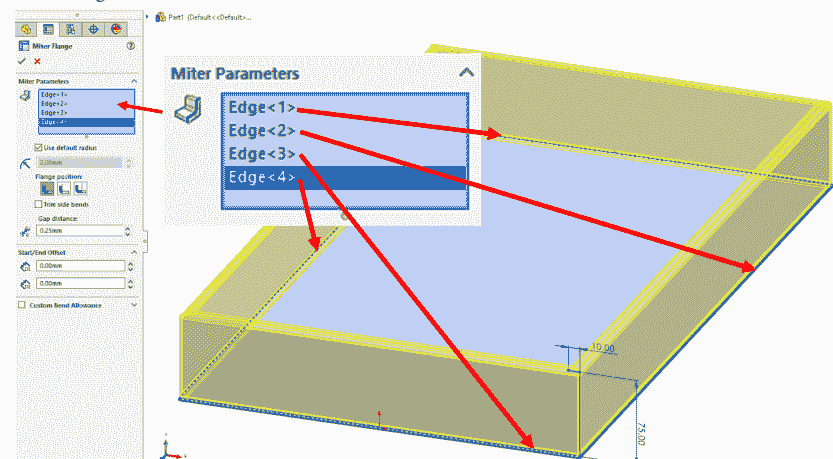 Part1 (Default<<Default>...
Miter Flange
Miter Parameters
Edge<1>
Edge<2>
Edge<3>
Edge<4>
Use default radius
2.00mm
Flange position:
Trim side bends
Gap distance:
0.25mm
Start/End Offset
0.00mm
0.00mm
Custom Bend Allowance
Miter Parameters
Edge<1>
Edge<2>
Edge<3>
Edge<4>
10.00
75.00